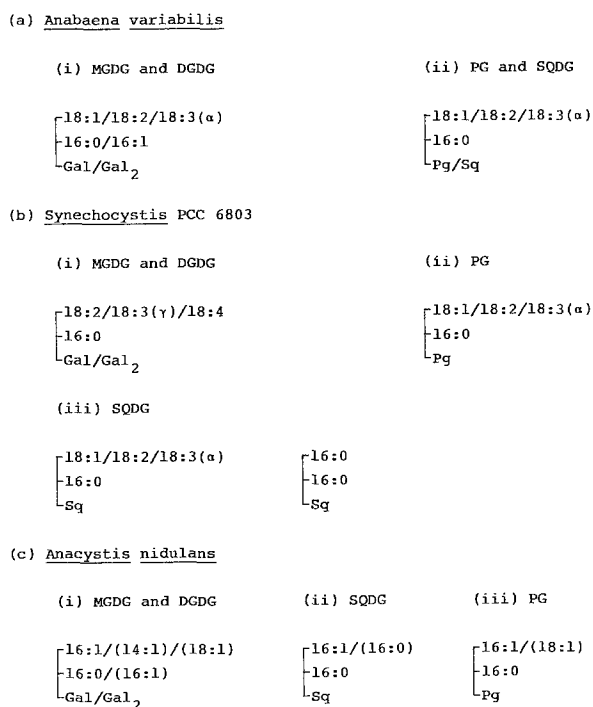 (a) Anabaena variabilis
(i) MGDG and DGDG
(ii) PG and SQDG
18:1/18:2/18:3(α)
16:0/16:1
Gal/Gal2
18:1/18:2/18:3(α)
16:0
Pg/Sq
(b) Synechocystis PCC 6803
(i) MGDG and DGDG
(ii) PG
18:2/18:3(γ)/18:4
16:0
Gal/Gal2
18:1/18:2/18:3(α)
16:0
Pg
(iii) SQDG
18:1/18:2/18:3(α)
16:0
Sq
16:0
16:0
Sq
(c) Anacystis nidulans
(i) MGDG and DGDG
(ii) SQDG
(iii) PG
16:1/(14:1)/(18:1)
16:0/(16:1)
Gal/Gal2
16:1/(16:0)
16:0
Sq
16:1/(18:1)
16:0
Pg